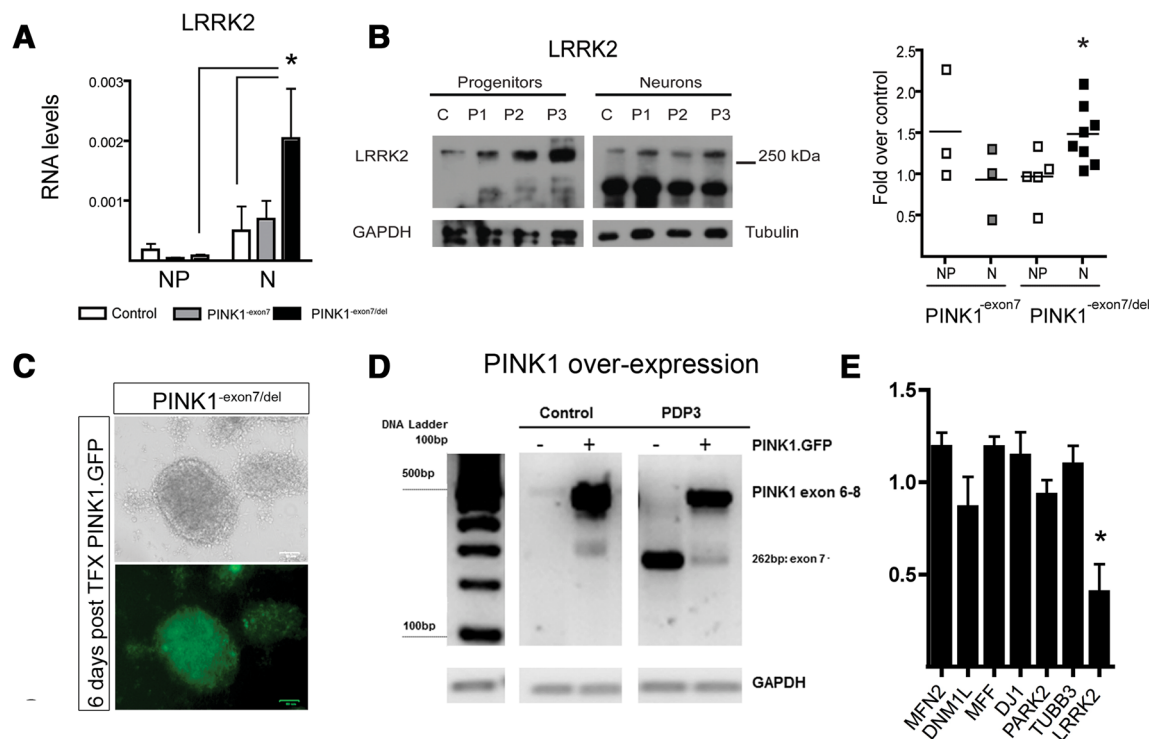 A
LRRK2
RNA levels
0.003
0.002
0.001
*
NP N
Control PINK1-exon7 PINK1-exon7/del
B
LRRK2
Progenitors Neurons
C P1 P2 P3 C P1 P2 P3
LRRK2
250 kDa
GAPDH
Tubulin
Fold over control
2.5
2.0
1.5
1.0
0.5
*
NP N NP N
PINK1-exon7 PINK1-exon7/del
C
PINK1-exon7/del
6 days post TFX PINK1.GFP
D
PINK1 over-expression
Control PDP3
DNA Ladder
100bp
- + - + PINK1.GFP
500bp
PINK1 exon 6-8
262bp: exon 7-
100bp
GAPDH
E
1.5
1.0
0.5
*
MFN2
DNM1L
MFF
DJ1
PARK2
TUBB3
LRRK2